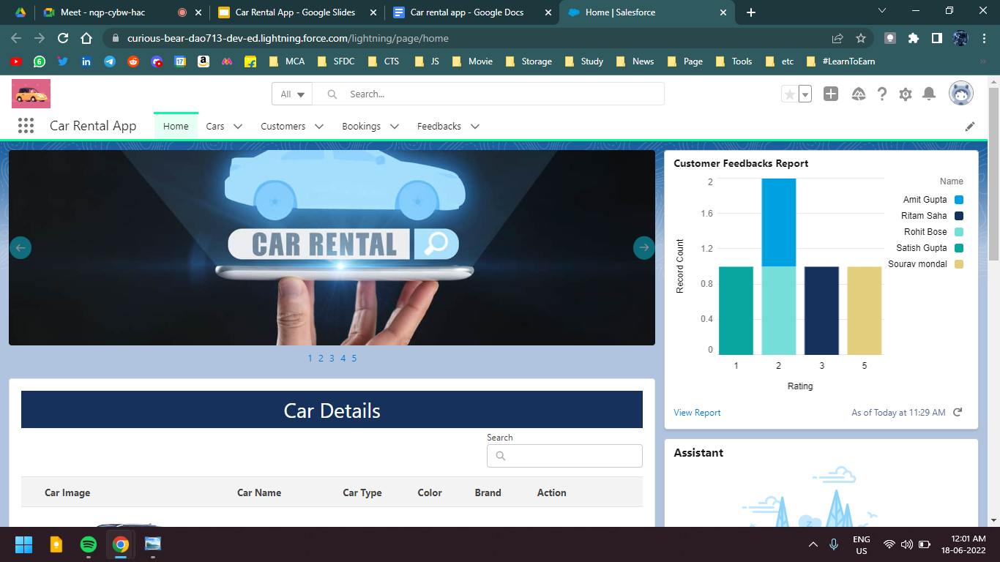 Meet - nqp-cybw-hac
Car Rental App - Google Slides
Car rental app - Google Docs
Home | Salesforce
curious-bear-dao713-dev-ed.lightning.force.com/lightning/page/home
6
17
a
MCA
SFDC
CTS
JS
Movie
Storage
Study
News
Page
Tools
etc
#LearnToEarn
All
Search...
Car Rental App
Home
Cars
Customers
Bookings
Feedbacks
CAR RENTAL
1 2 3 4 5
Car Details
Search
Car Image
Car Name
Car Type
Color
Brand
Action
Customer Feedbacks Report
Name
Amit Gupta
Ritam Saha
Rohit Bose
Satish Gupta
Sourav mondal
Record Count
2
1.6
1.2
0.8
0.4
0
1
2
3
5
Rating
View Report
As of Today at 11:29 AM
Assistant
z
ENG
US
12:01 AM
18-06-2022